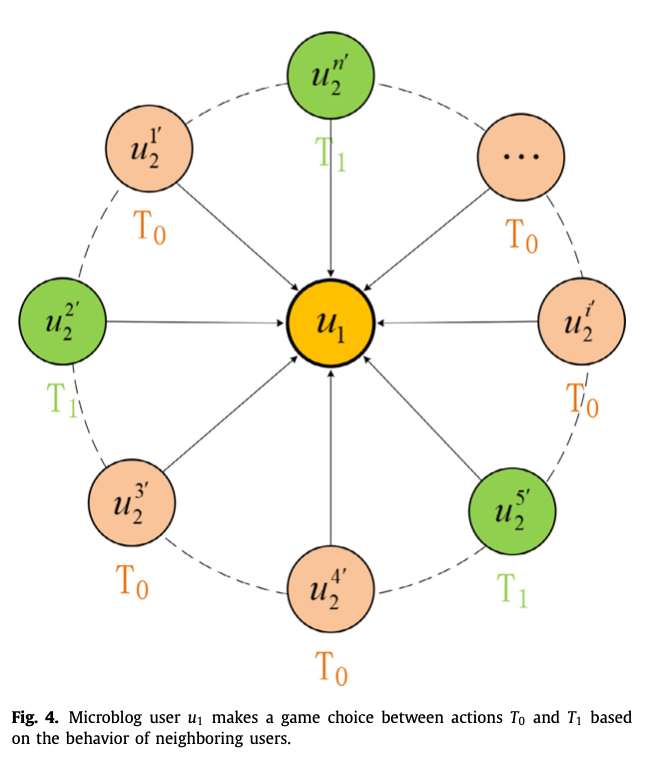 u₂ⁿ′
T₁
u₂¹′
T₀
...
T₀
u₂²′
T₁
u₁
u₂ⁱ′
T₀
u₂³′
T₀
u₂⁴′
T₀
u₂⁵′
T₁
Fig. 4. Microblog user u₁ makes a game choice between actions T₀ and T₁ based
on the behavior of neighboring users.